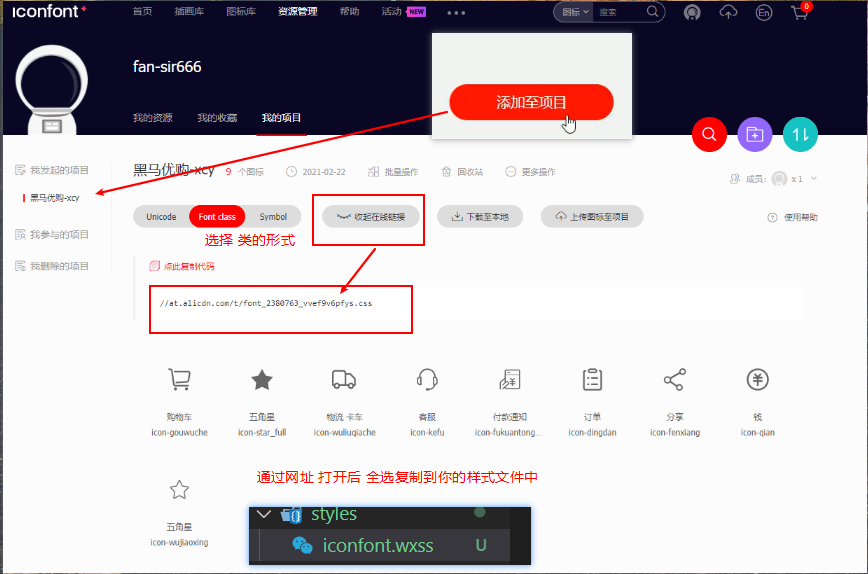 iconfont+
首页 插画库 图标库 资源管理 帮助 活动 NEW
图标 搜索 En 0
fan-sir666
添加至项目
我的资源 我的收藏 我的项目
我发起的项目
黑马优购-xcy
我参与的项目
我删除的项目
黑马优购-xcy 9 个图标 2021-02-22 批量操作 回收站 更多操作
成员: x 1
Unicode Font class Symbol 收起在线链接 下载至本地 上传图标至项目 使用帮助
选择 类的形式
点此复制代码
//at.alicdn.com/t/font_2380763_vvef9v6pfys.css
购物车 五角星 物流 卡车 客服 付款通知 订单 分享 钱
icon-gouwuche icon-star_full icon-wuliuqiache icon-kefu icon-fukuantong... icon-dingdan icon-fenxiang icon-qian
五角星
icon-wujiaoxing
通过网址 打开后 全选复制到你的样式文件中
styles
iconfont.wxss U